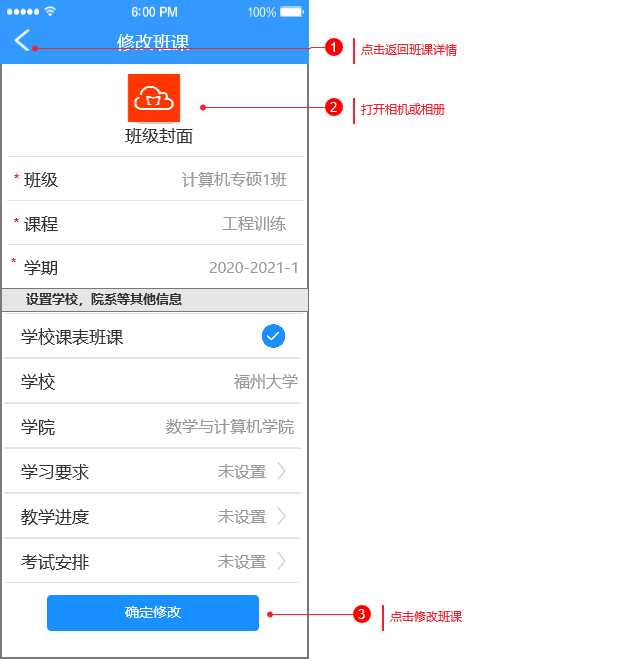 6:00 PM 100%
修改班课
1 点击返回班课详情
2 打开相机或相册
班级封面
* 班级 计算机专硕1班
* 课程 工程训练
* 学期 2020-2021-1
设置学校，院系等其他信息
学校课表班课
学校 福州大学
学院 数学与计算机学院
学习要求 未设置
教学进度 未设置
考试安排 未设置
确定修改
3 点击修改班课